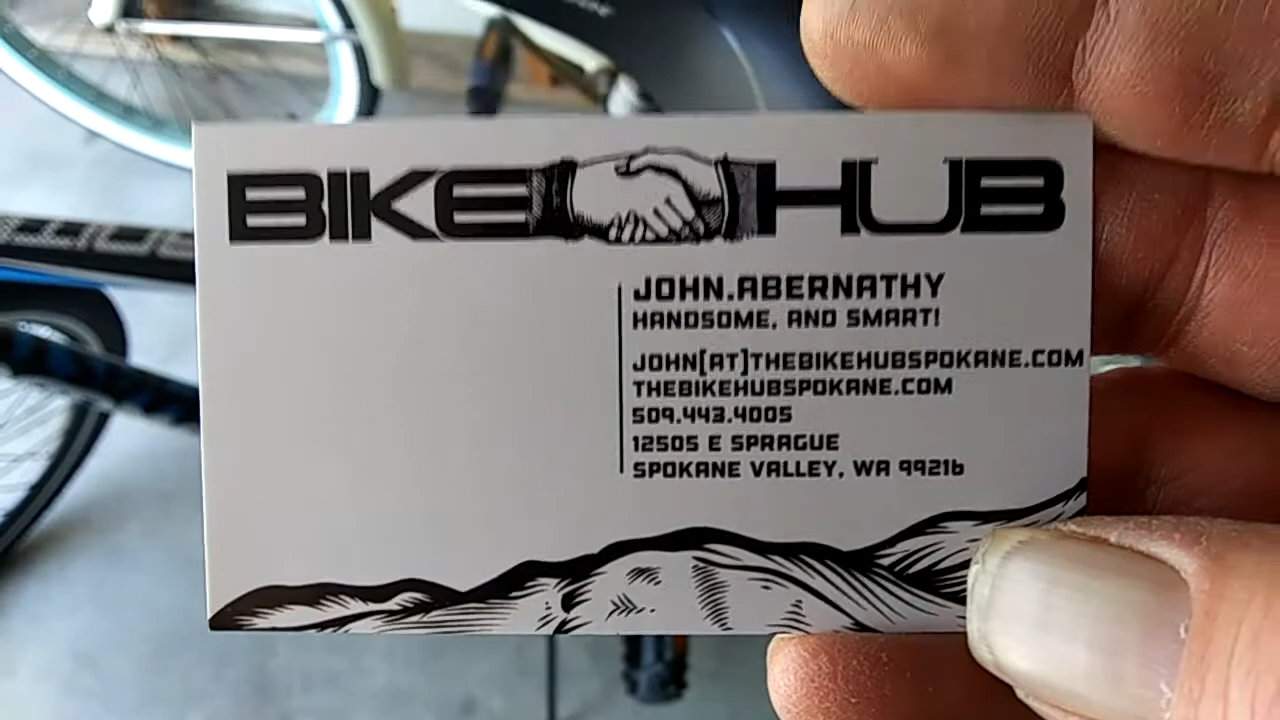 BIKE HUB
JOHN.ABERNATHY
HANDSOME, AND SMART!
JOHN[AT]THEBIKEHUBSPOKANE.COM
THEBIKEHUBSPOKANE.COM
509.443.4005
12505 E SPRAGUE
SPOKANE VALLEY, WA 99216